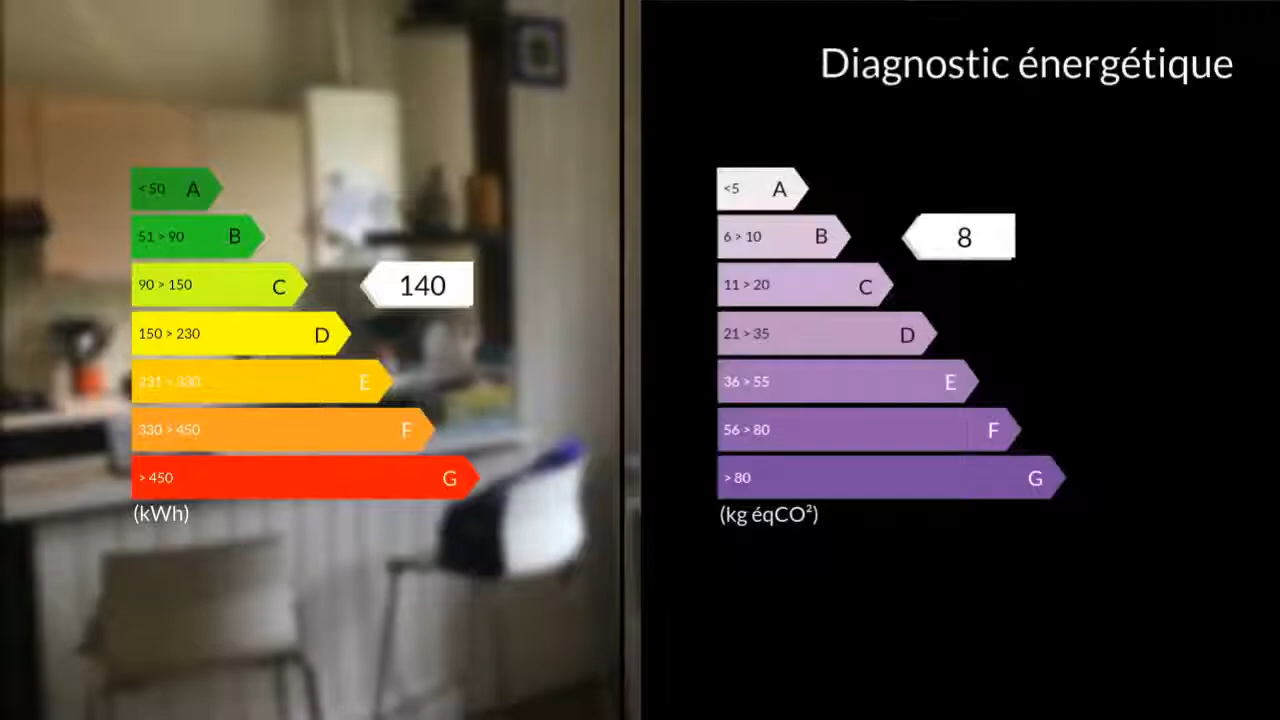 Diagnostic énergétique
<50 A
51 > 90 B
90 > 150 C
140
150 > 230 D
231 > 330 E
330 > 450 F
> 450 G
(kWh)
<5 A
6 > 10 B
8
11 > 20 C
21 > 35 D
36 > 55 E
56 > 80 F
> 80 G
(kg éqCO²)